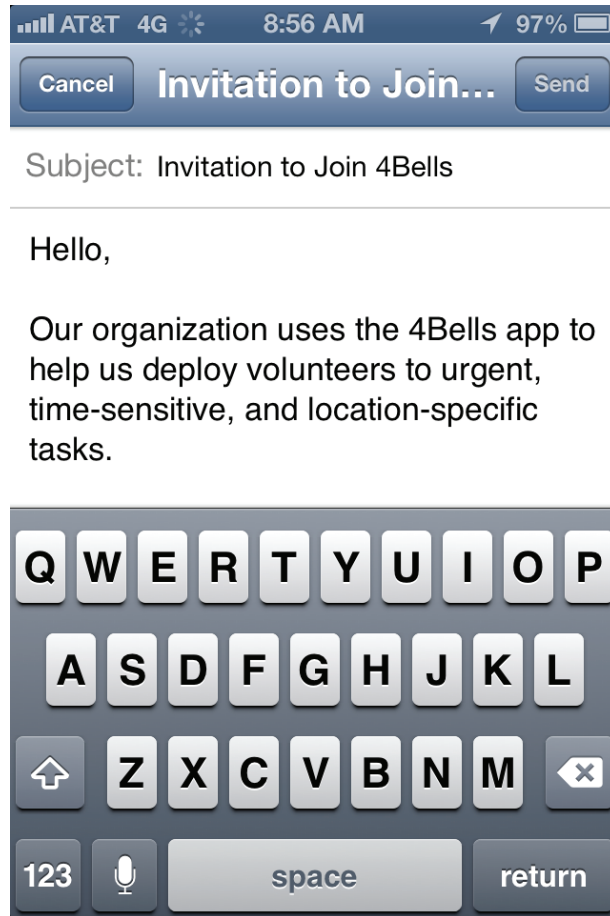 AT&T 4G 8:56 AM 97%
Cancel Invitation to Join... Send
Subject: Invitation to Join 4Bells
Hello,
Our organization uses the 4Bells app to
help us deploy volunteers to urgent,
time-sensitive, and location-specific
tasks.
Q W E R T Y U I O P
A S D F G H J K L
Z X C V B N M
123 space return